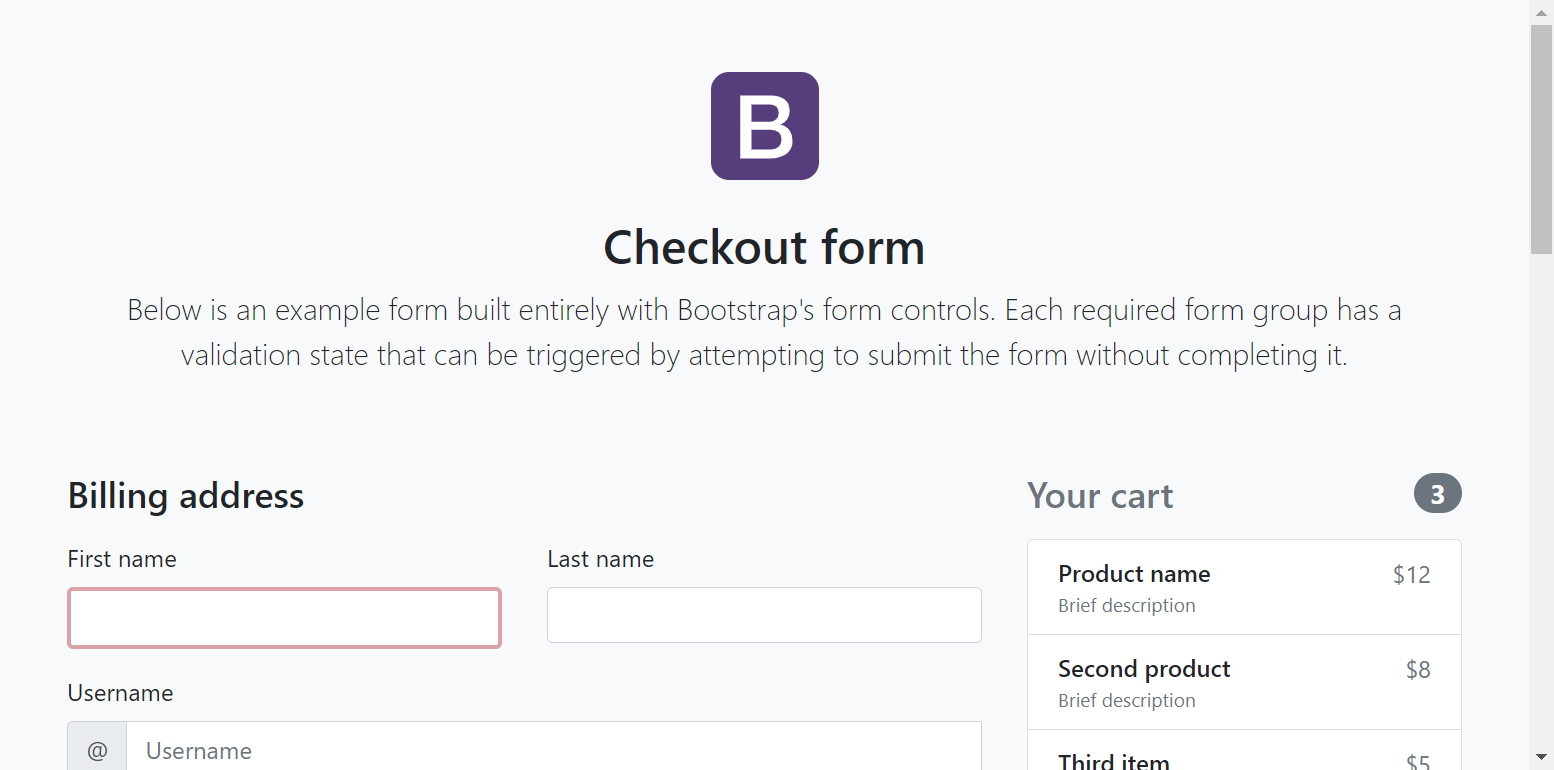 B
Checkout form
Below is an example form built entirely with Bootstrap's form controls. Each required form group has a
validation state that can be triggered by attempting to submit the form without completing it.
Billing address
First name
Last name
Username
@
Username
Your cart
3
Product name
$12
Brief description
Second product
$8
Brief description
Third item
$5